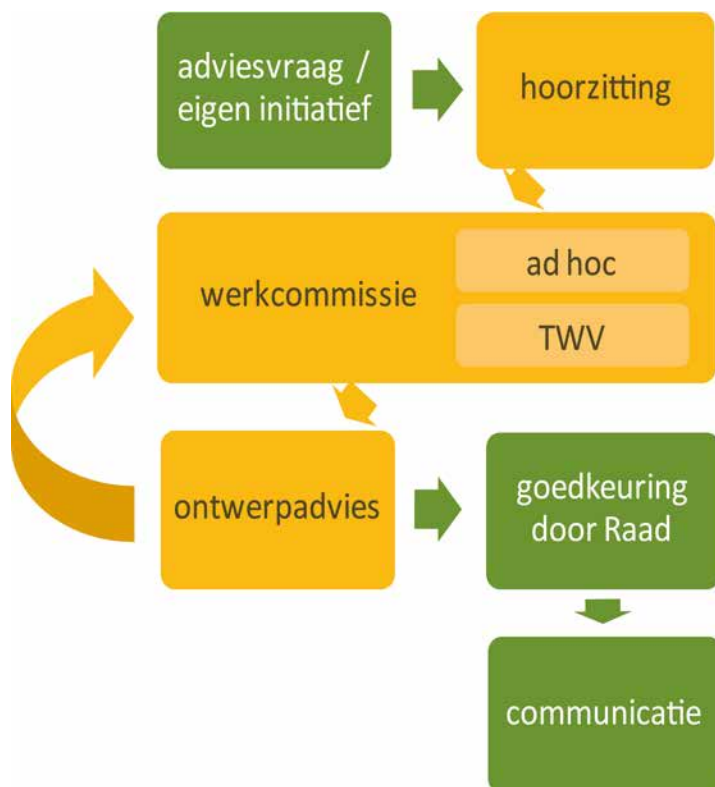 adviesvraag /
eigen initiatief
hoorzitting
werkcommissie
ad hoc
TWV
ontwerpadvies
goedkeuring
door Raad
communicatie